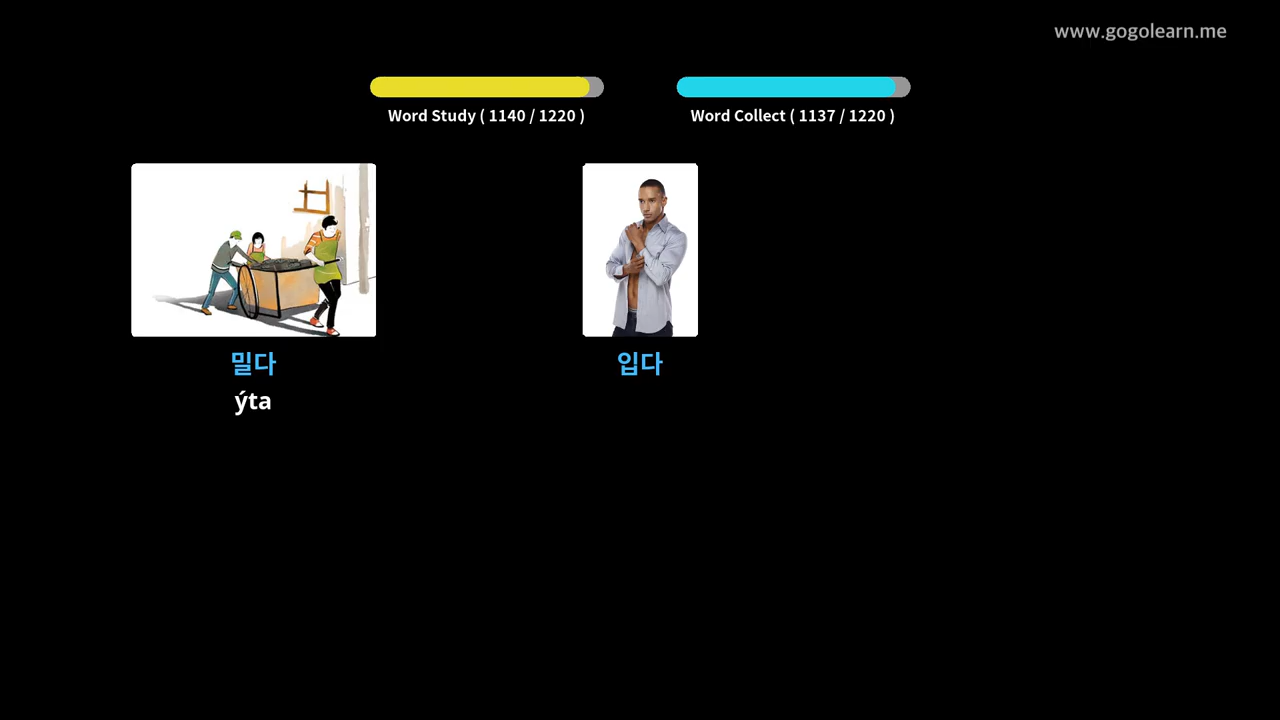 www.gogolearn.me
Word Study ( 1140 / 1220 )
Word Collect ( 1137 / 1220 )
밀다
입다
ýta